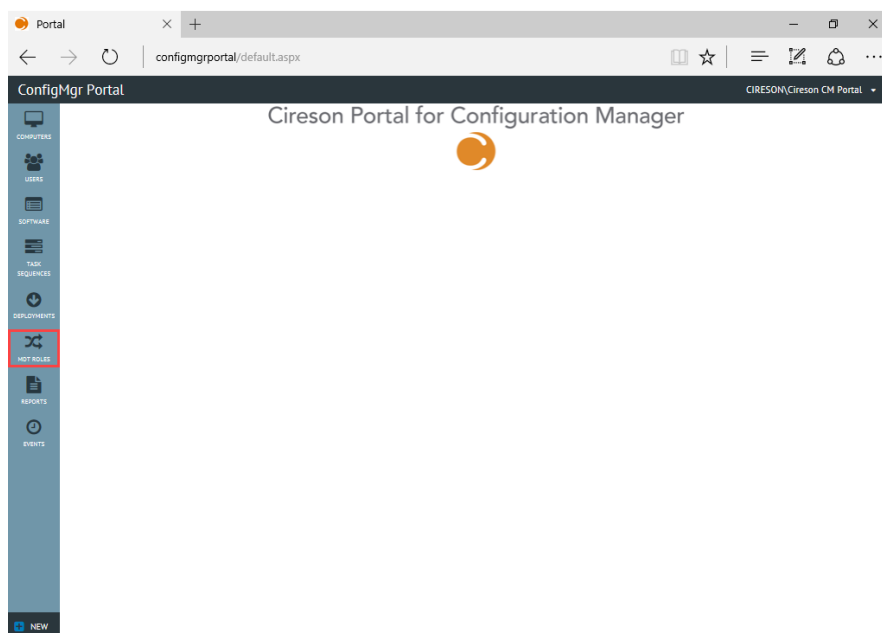 Portal
configmgrportal/default.aspx
ConfigMgr Portal
CIRESON\Cireson CM Portal
Cireson Portal for Configuration Manager
COMPUTERS
USERS
SOFTWARE
TASK
SEQUENCES
DEPLOYMENTS
MDT ROLES
REPORTS
EVENTS
NEW